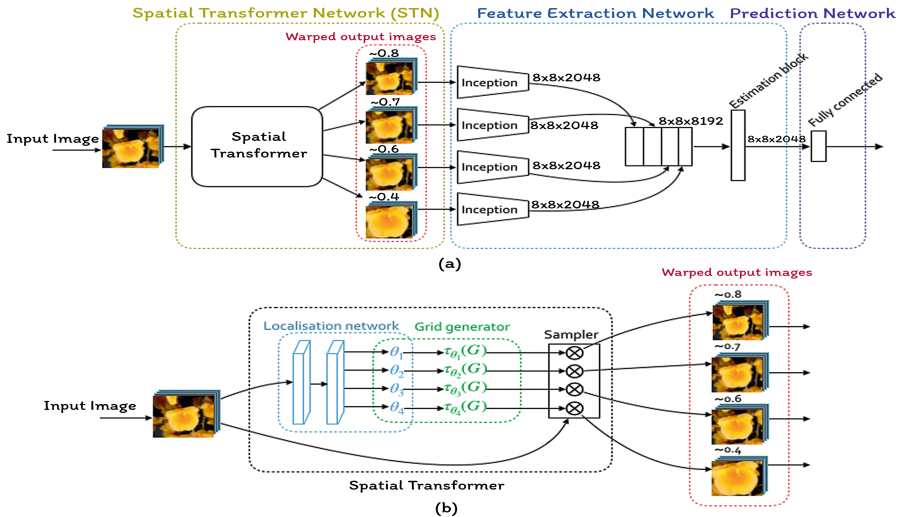 Spatial Transformer Network (STN)
Feature Extraction Network
Prediction Network
Warped output images
~0.8
~0.7
~0.6
~0.4
Input Image
Spatial
Transformer
Inception
8x8x2048
Inception
8x8x2048
Inception
8x8x2048
Inception
8x8x2048
8x8x8192
Estimation block
8x8x2048
Fully connected
(a)
Warped output images
~0.8
~0.7
~0.6
~0.4
Localisation network
Grid generator
Sampler
θ1 τθ1(G)
θ2 τθ2(G)
θ3 τθ3(G)
θ4 τθ4(G)
Input Image
Spatial Transformer
(b)